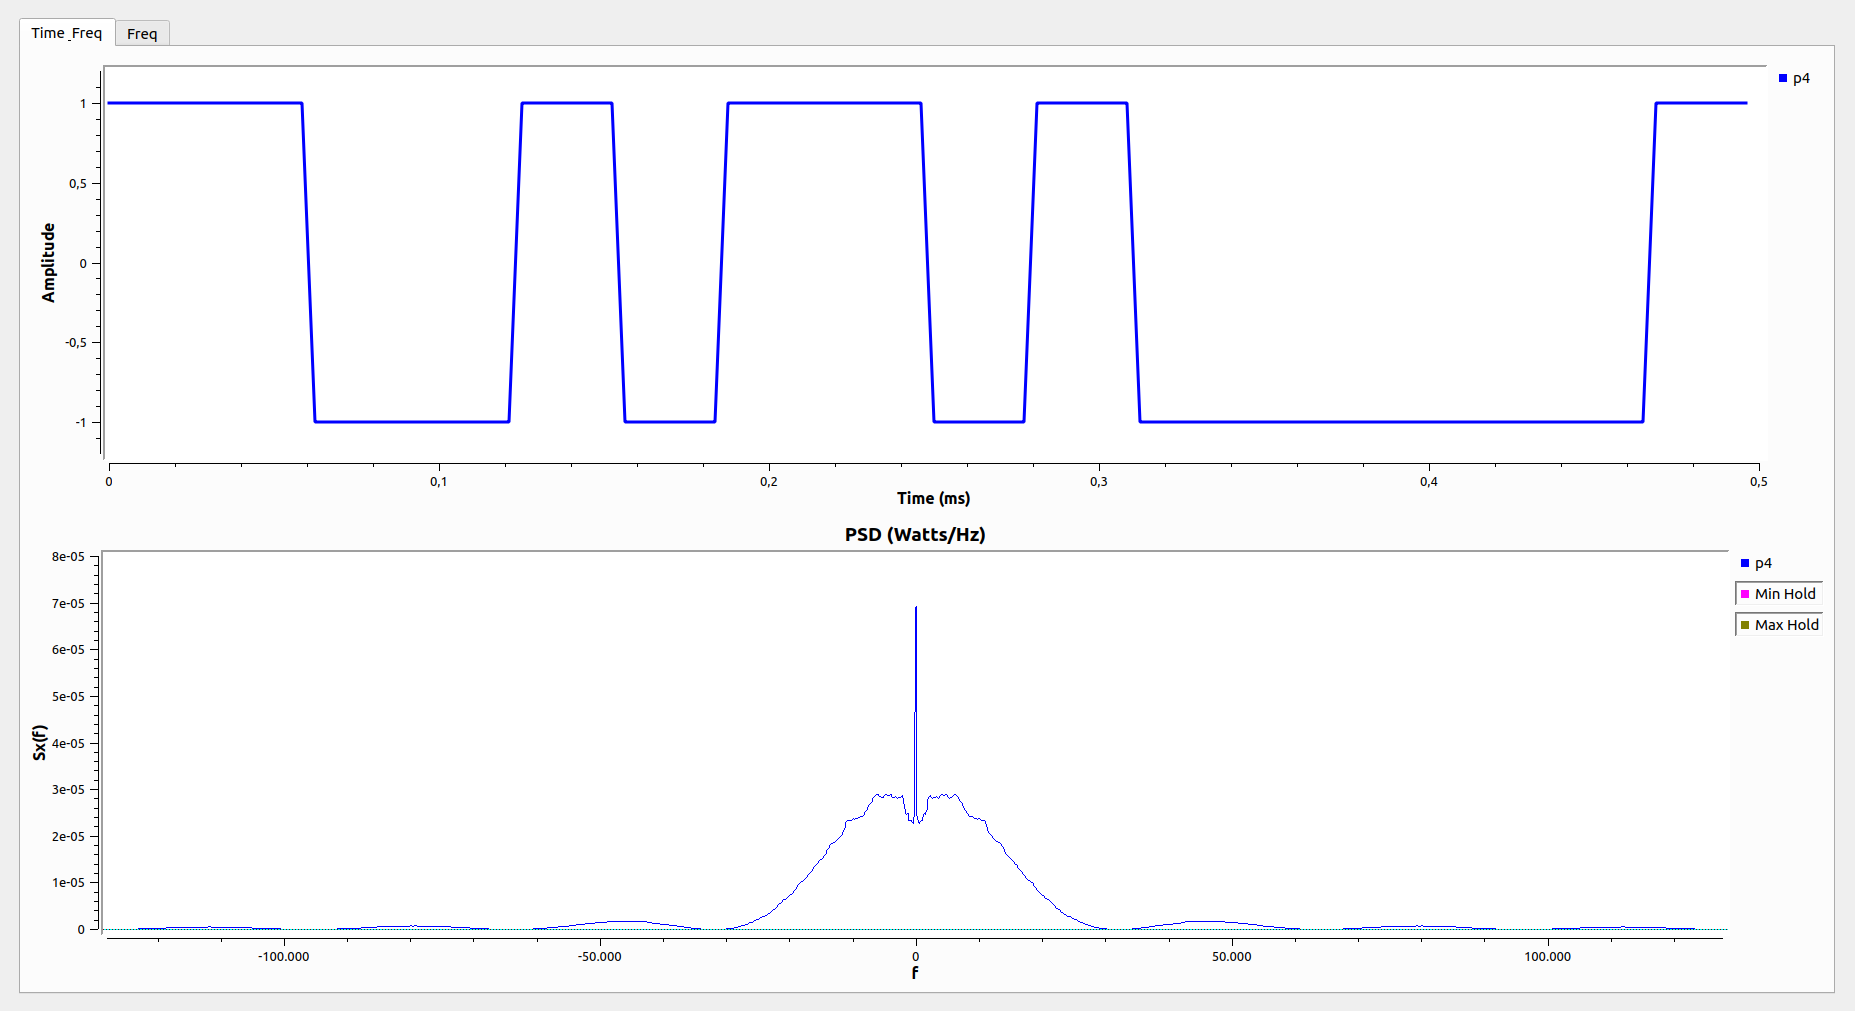 Time_Freq
Freq
p4
1
0,5
0
-0,5
-1
Amplitude
0
0,1
0,2
0,3
0,4
0,5
Time (ms)
PSD (Watts/Hz)
p4
Min Hold
Max Hold
8e-05
7e-05
6e-05
5e-05
4e-05
3e-05
2e-05
1e-05
0
Sx(f)
-100.000
-50.000
0
50.000
100.000
f